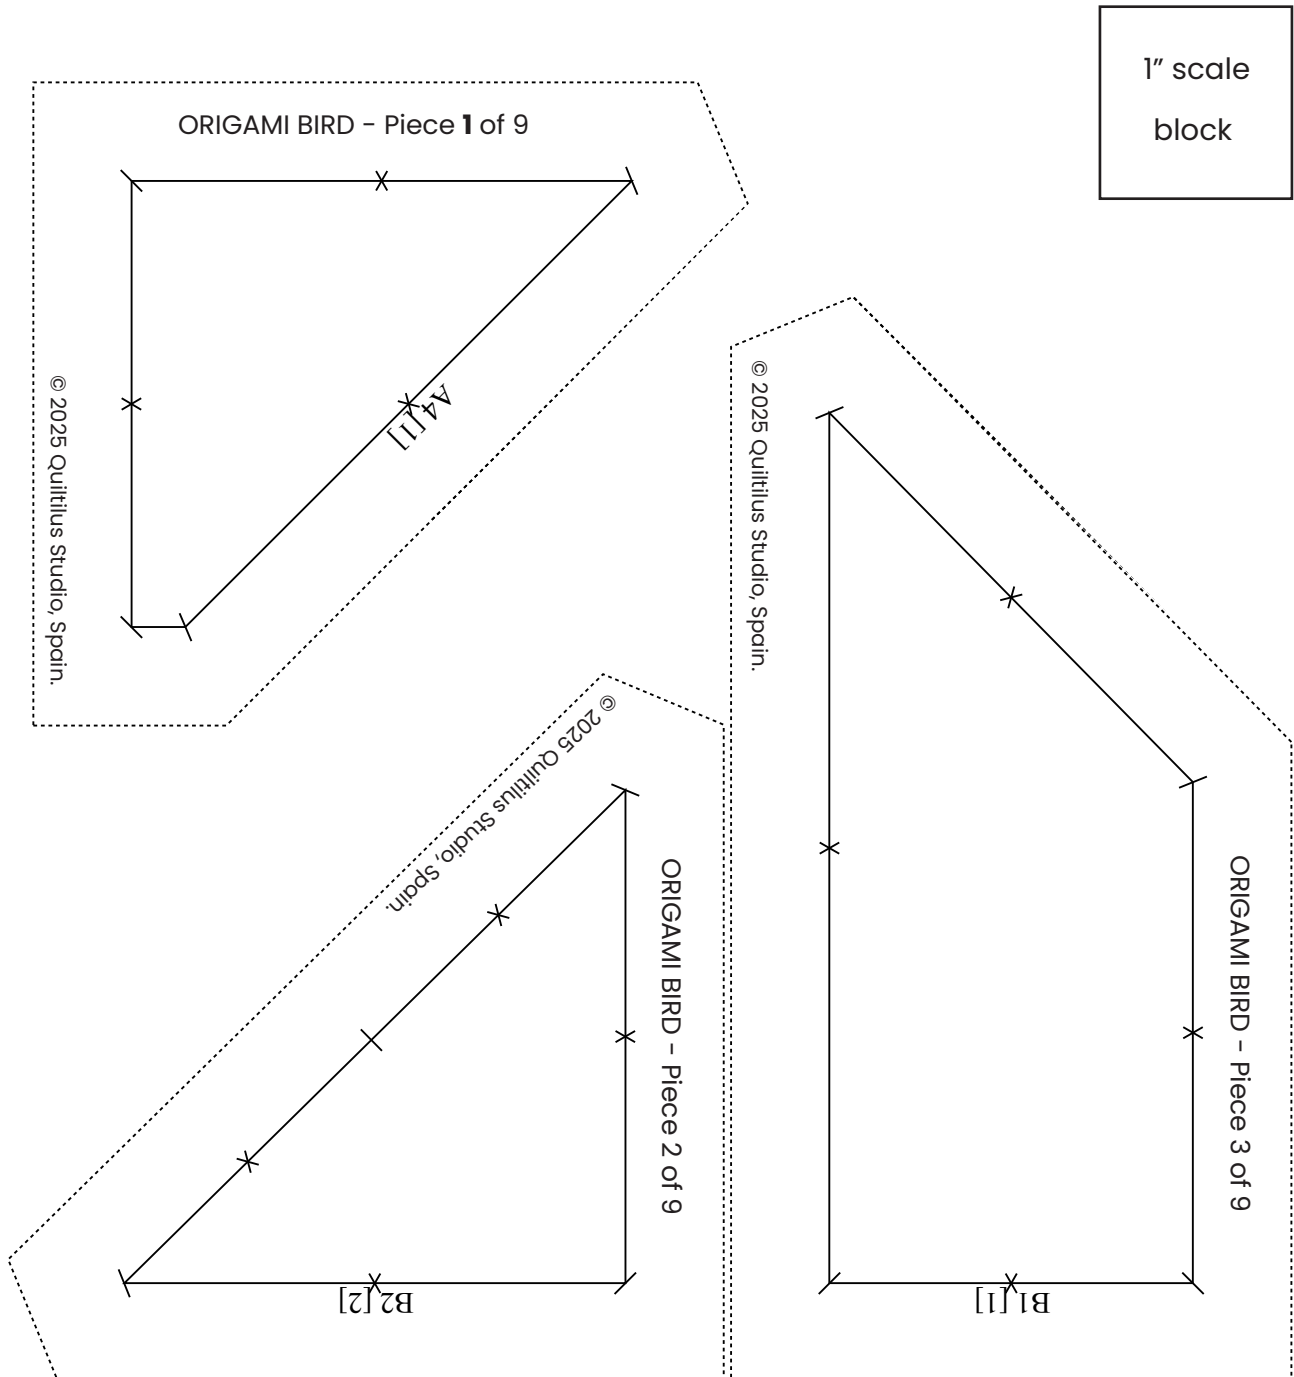 1” scale
block
ORIGAMI BIRD - Piece 1 of 9
A4 [1]
© 2025 Quiltilus Studio, Spain.
© 2025 Quiltilus Studio, Spain.
© 2025 Quiltilus Studio, Spain.
ORIGAMI BIRD - Piece 2 of 9
ORIGAMI BIRD - Piece 3 of 9
B2 [2]
B1 [1]